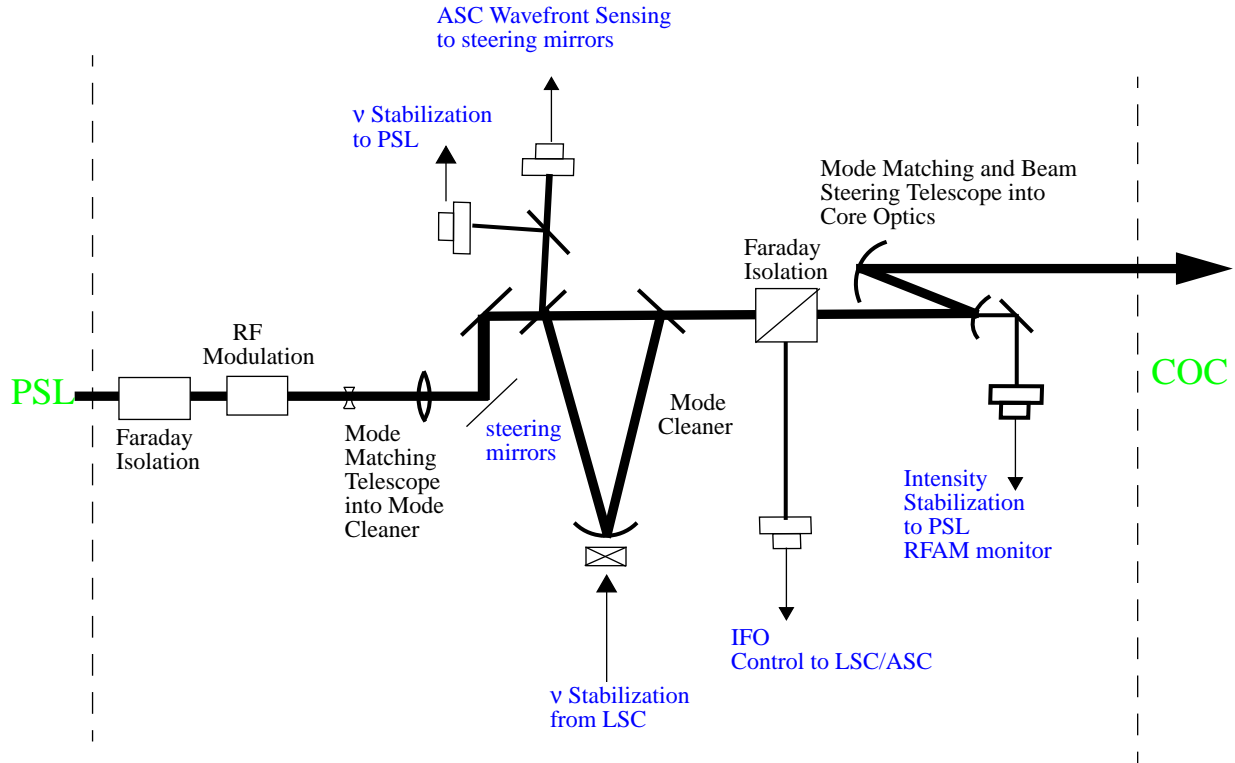 ASC Wavefront Sensing
to steering mirrors
ν Stabilization
to PSL
Mode Matching and Beam
Steering Telescope into
Core Optics
Faraday
Isolation
RF
Modulation
PSL
COC
Faraday
Isolation
Mode
Matching
Telescope
into Mode
Cleaner
steering
mirrors
Mode
Cleaner
Intensity
Stabilization
to PSL
RFAM monitor
IFO
Control to LSC/ASC
ν Stabilization
from LSC